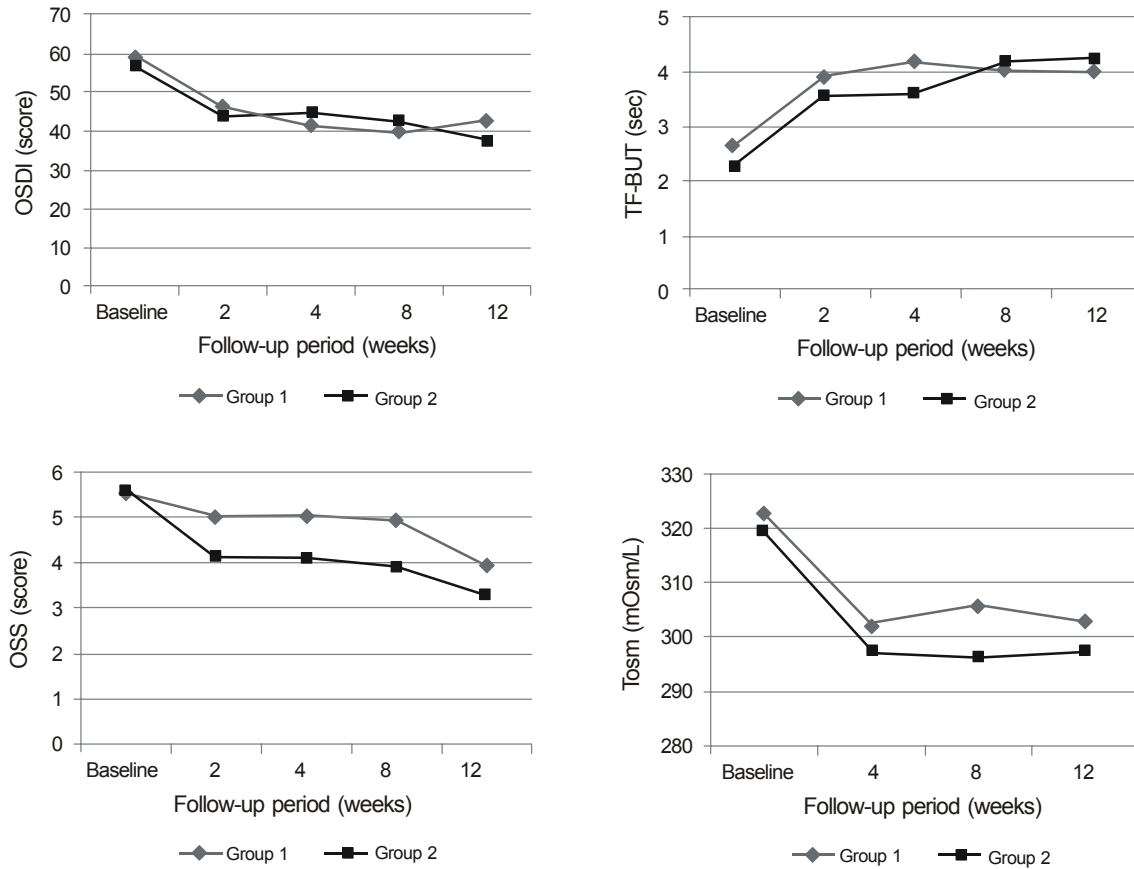 70
60
50
40
30
20
10
0
OSDI (score)
Baseline 2 4 8 12
Follow-up period (weeks)
Group 1 Group 2
5
4
3
2
1
0
TF-BUT (sec)
Baseline 2 4 8 12
Follow-up period (weeks)
Group 1 Group 2
6
5
4
3
2
1
0
OSS (score)
Baseline 2 4 8 12
Follow-up period (weeks)
Group 1 Group 2
330
320
310
300
290
280
Tosm (mOsm/L)
Baseline 4 8 12
Follow-up period (weeks)
Group 1 Group 2